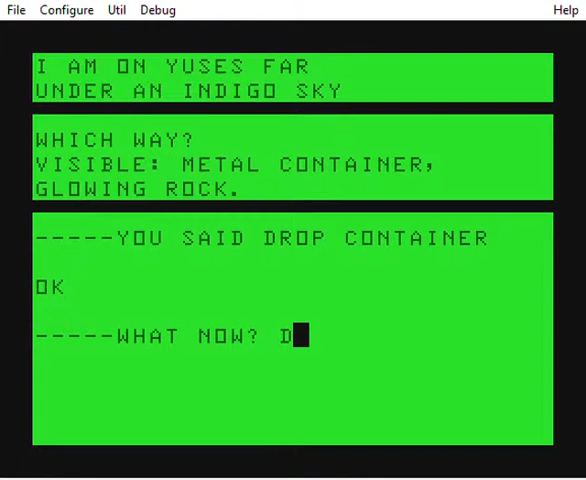 File Configure Util Debug Help
I AM ON YUSES FAR
UNDER AN INDIGO SKY
WHICH WAY?
VISIBLE: METAL CONTAINER,
GLOWING ROCK.
-----YOU SAID DROP CONTAINER
OK
-----WHAT NOW? D